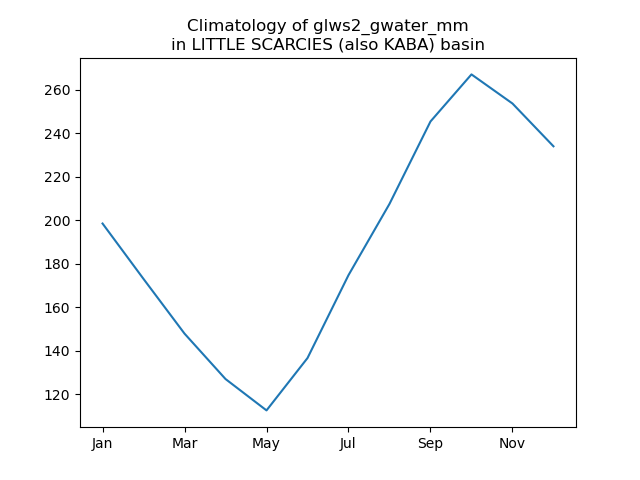 Climatology of glws2_gwater_mm
in LITTLE SCARCIES (also KABA) basin
260
240
220
200
180
160
140
120
Jan Mar May Jul Sep Nov